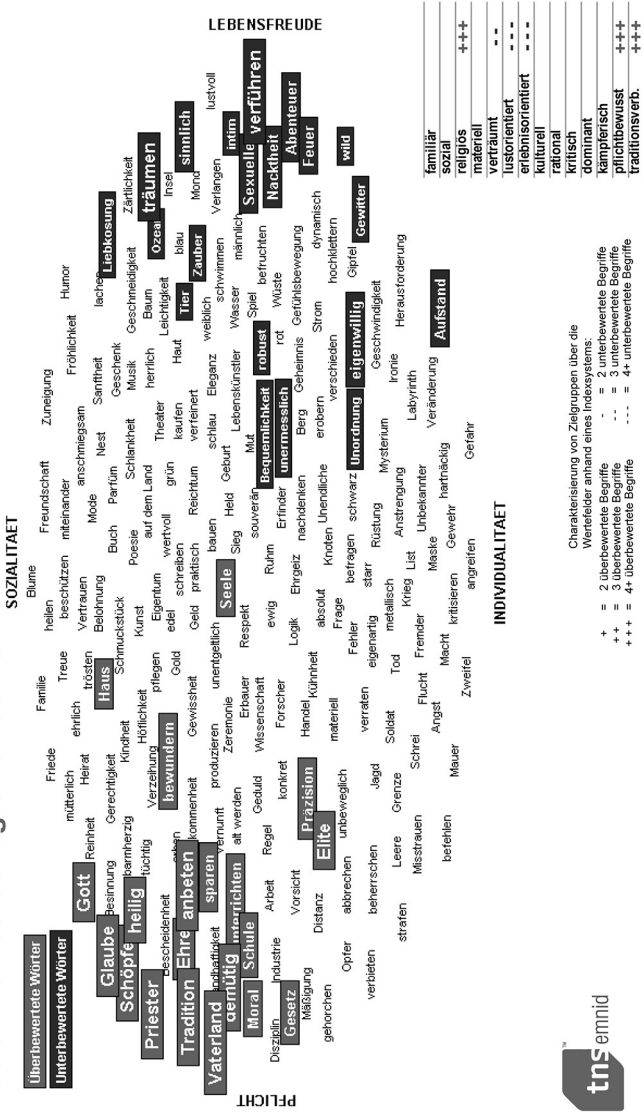 Überbewertete Wörter
Unterbewertete Wörter
SOZIALITAET
LEBENSFREUDE
PFLICHT
INDIVIDUALITAET
Blume
Familie
heilen
Freundschaft
Zuneigung
Humor
Friede
Treue
beschützen
miteinander
Fröhlichkeit
mütterlich
ehrlich
Vertrauen
anschmiegsam
lachen
Zärtlichkeit
Gott
Reinheit
Heirat
trösten
Belohnung
Mode
Nest
Sanftheit
Liebkosung
Glaube
Besinnung
Gerechtigkeit
Haus
Schmuckstück
Buch
Parfüm
Geschenk
Geschmeidigkeit
träumen
Insel
Schöpfe
heilig
barmherzig
Kindheit
Kunst
Poesie
Schlankheit
Musik
Baum
Ozean
sinnlich
lustvoll
Priester
tüchtig
Höflichkeit
Verzeihung
pflegen
Eigentum
auf dem Land
herrlich
Leichtigkeit
blau
Mond
Bescheidenheit
bewundern
Gold
edel
wertvoll
Theater
Haut
Tier
Zauber
Verlangen
intim
Tradition
Ehre
anbeten
kommenheit
schreiben
grün
kaufen
weiblich
schwimmen
Sexuelle
verführen
Vaterland
andhaftigkeit
sparen
Vernunft
Gewissheit
Geld
praktisch
Reichtum
verfeinert
Eleganz
Wasser
männlich
Nacktheit
Abenteuer
demütig
nterrichten
alt werden
produzieren
unentgeltlich
Seele
bauen
schlau
Lebenskünstler
Spiel
befruchten
Feuer
Moral
Schule
Zeremonie
Erbauer
Respekt
Sieg
Held
Geburt
Mut
robust
Wüste
Gefühlsbewegung
wild
Disziplin
Industrie
Arbeit
Regel
Geduld
Wissenschaft
ewig
Ruhm
souverän
Bequemlichkeit
rot
dynamisch
Gesetz
Mäßigung
Vorsicht
konkret
Forscher
Logik
Ehrgeiz
Erfinder
unermesslich
Berg
Geheimnis
Strom
hochklettern
gehorchen
Distanz
Präzision
Elite
Handel
Kühnheit
absolut
Knoten
nachdenken
Unendliche
erobern
verschieden
Gipfel
Gewitter
Opfer
abbrechen
unbeweglich
materiell
Frage
Fehler
befragen
schwarz
Unordnung
eigenwillig
Geschwindigkeit
verbieten
beherrschen
Jagd
verraten
eigenartig
starr
Rüstung
Mysterium
Ironie
Herausforderung
strafen
Leere
Grenze
Soldat
Tod
metallisch
Krieg
Anstrengung
Labyrinth
Misstrauen
Schrei
Flucht
Fremder
List
Unbekannter
Veränderung
Aufstand
befehlen
Mauer
Angst
Macht
Maske
kritisieren
Gewehr
hartnäckig
Zweifel
angreifen
Gefahr
familiär
sozial
religiös +++
materiell
verträumt - -
lustorientiert - - -
erlebnisorientiert - - -
kulturell
rational
kritisch
dominant
kämpferisch
pflichtbewusst +++
traditionsverb. +++
Charakterisierung von Zielgruppen über die
Wertefelder anhand eines Indexsystems:
+ = 2 überbewertete Begriffe - = 2 unterbewertete Begriffe
++ = 3 überbewertete Begriffe -- = 3 unterbewertete Begriffe
+++ = 4+ überbewertete Begriffe --- = 4+ unterbewertete Begriffe
tns emnid